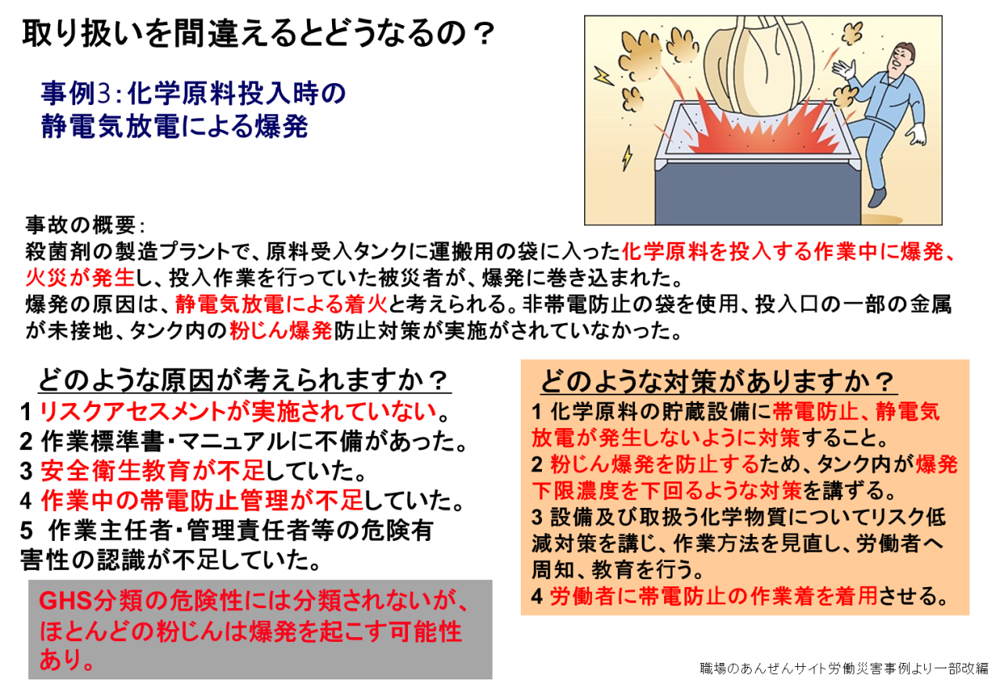 取り扱いを間違えるとどうなるの？
事例3：化学原料投入時の
静電気放電による爆発
事故の概要：
殺菌剤の製造プラントで、原料受入タンクに運搬用の袋に入った化学原料を投入する作業中に爆発、
火災が発生し、投入作業を行っていた被災者が、爆発に巻き込まれた。
爆発の原因は、静電気放電による着火と考えられる。非帯電防止の袋を使用、投入口の一部の金属
が未接地、タンク内の粉じん爆発防止対策が実施がされていなかった。
どのような原因が考えられますか？
1 リスクアセスメントが実施されていない。
2 作業標準書・マニュアルに不備があった。
3 安全衛生教育が不足していた。
4 作業中の帯電防止管理が不足していた。
5 作業主任者・管理責任者等の危険有
害性の認識が不足していた。
GHS分類の危険性には分類されないが、
ほとんどの粉じんは爆発を起こす可能性
あり。
どのような対策がありますか？
1 化学原料の貯蔵設備に帯電防止、静電気
放電が発生しないように対策すること。
2 粉じん爆発を防止するため、タンク内が爆発
下限濃度を下回るような対策を講ずる。
3 設備及び取扱う化学物質についてリスク低
減対策を講じ、作業方法を見直し、労働者へ
周知、教育を行う。
4 労働者に帯電防止の作業着を着用させる。
職場のあんぜんサイト労働災害事例より一部改編